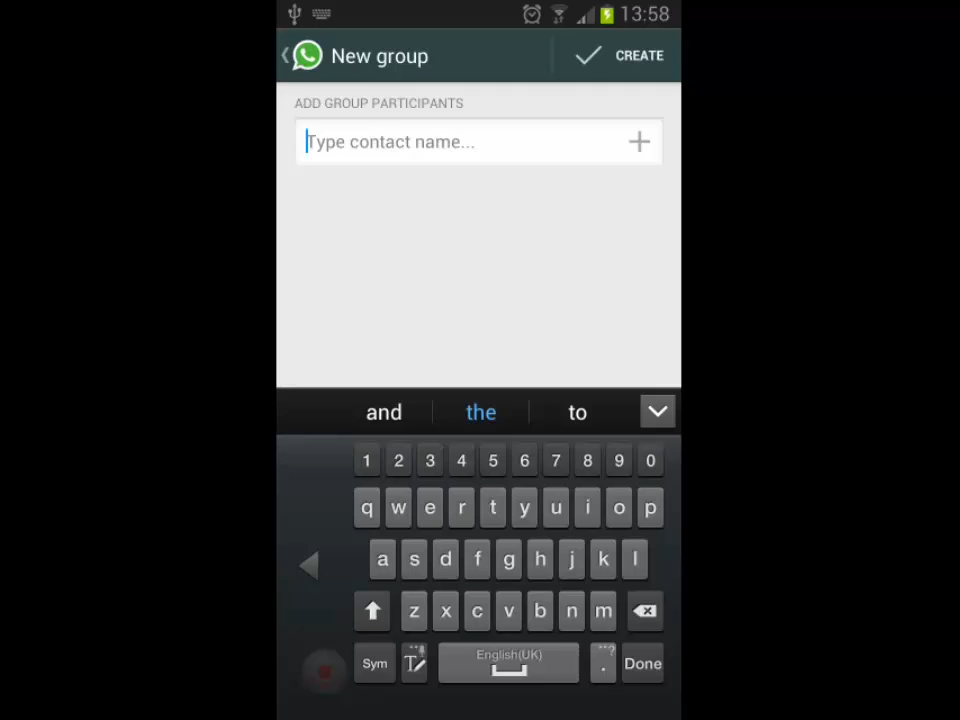 13:58
New group
CREATE
ADD GROUP PARTICIPANTS
Type contact name...
and the to
1 2 3 4 5 6 7 8 9 0
q w e r t y u i o p
a s d f g h j k l
z x c v b n m
Sym T English(UK) . ...? Done